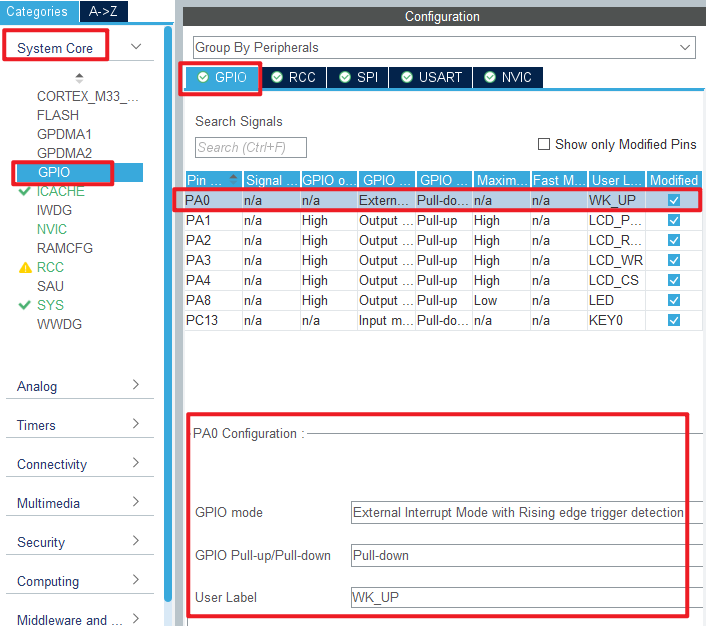 Categories A->Z
System Core
CORTEX_M33_...
FLASH
GPDMA1
GPDMA2
GPIO
ICACHE
IWDG
NVIC
RAMCFG
RCC
SAU
SYS
WWDG
Analog
Timers
Connectivity
Multimedia
Security
Computing
Middleware and ...
Configuration
Group By Peripherals
GPIO RCC SPI USART NVIC
Search Signals
Search (Ctrl+F)
Show only Modified Pins
Pin ... Signal ... GPIO o... GPIO ... GPIO ... Maxim... Fast M... User L... Modified
PA0 n/a n/a Extern... Pull-do... n/a n/a WK_UP
PA1 n/a High Output ... Pull-up High n/a LCD_P...
PA2 n/a High Output ... Pull-up High n/a LCD_R...
PA3 n/a High Output ... Pull-up High n/a LCD_WR
PA4 n/a High Output ... Pull-up High n/a LCD_CS
PA8 n/a High Output ... Pull-up Low n/a LED
PC13 n/a n/a Input m... Pull-do... n/a n/a KEY0
PA0 Configuration :
GPIO mode External Interrupt Mode with Rising edge trigger detection
GPIO Pull-up/Pull-down Pull-down
User Label WK_UP